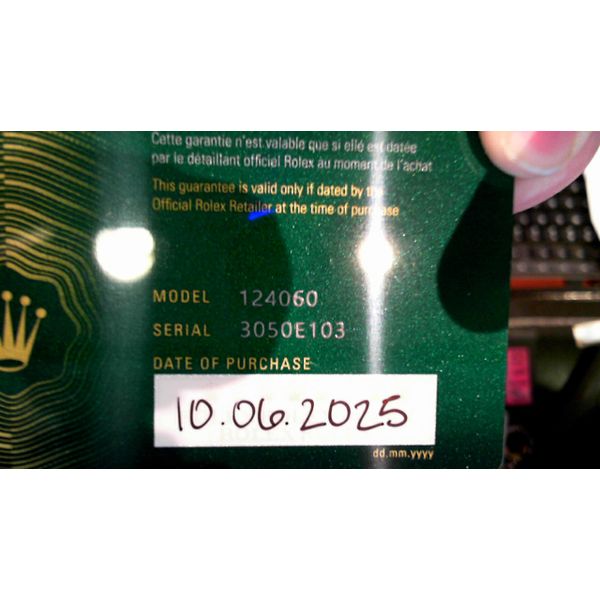 Cette garantie n'est valable que si elle est datée
par le détaillant officiel Rolex au moment de l'achat
This guarantee is valid only if dated by the
Official Rolex Retailer at the time of purchase
MODEL 124060
SERIAL 3050E103
DATE OF PURCHASE
10.06.2025
dd.mm.yyyy